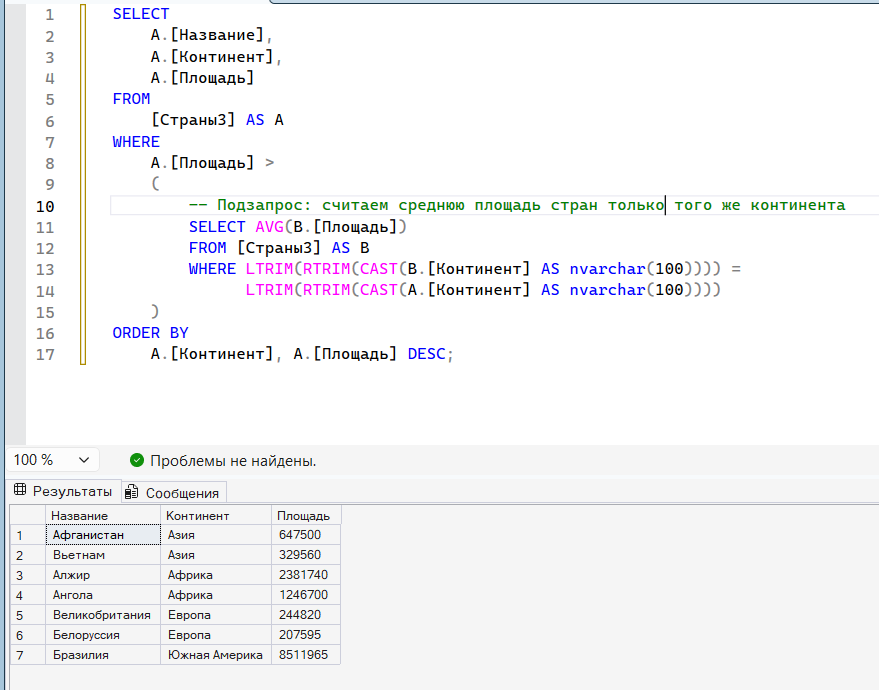 1 SELECT
2 A.[Название],
3 A.[Континент],
4 A.[Площадь]
5 FROM
6 [Страны3] AS A
7 WHERE
8 A.[Площадь] >
9 (
10 -- Подзапрос: считаем среднюю площадь стран только того же континента
11 SELECT AVG(B.[Площадь])
12 FROM [Страны3] AS B
13 WHERE LTRIM(RTRIM(CAST(B.[Континент] AS nvarchar(100)))) =
14 LTRIM(RTRIM(CAST(A.[Континент] AS nvarchar(100))))
15 )
16 ORDER BY
17 A.[Континент], A.[Площадь] DESC;
100 % Проблемы не найдены.
Результаты Сообщения
Название Континент Площадь
1 Афганистан Азия 647500
2 Вьетнам Азия 329560
3 Алжир Африка 2381740
4 Ангола Африка 1246700
5 Великобритания Европа 244820
6 Белоруссия Европа 207595
7 Бразилия Южная Америка 8511965